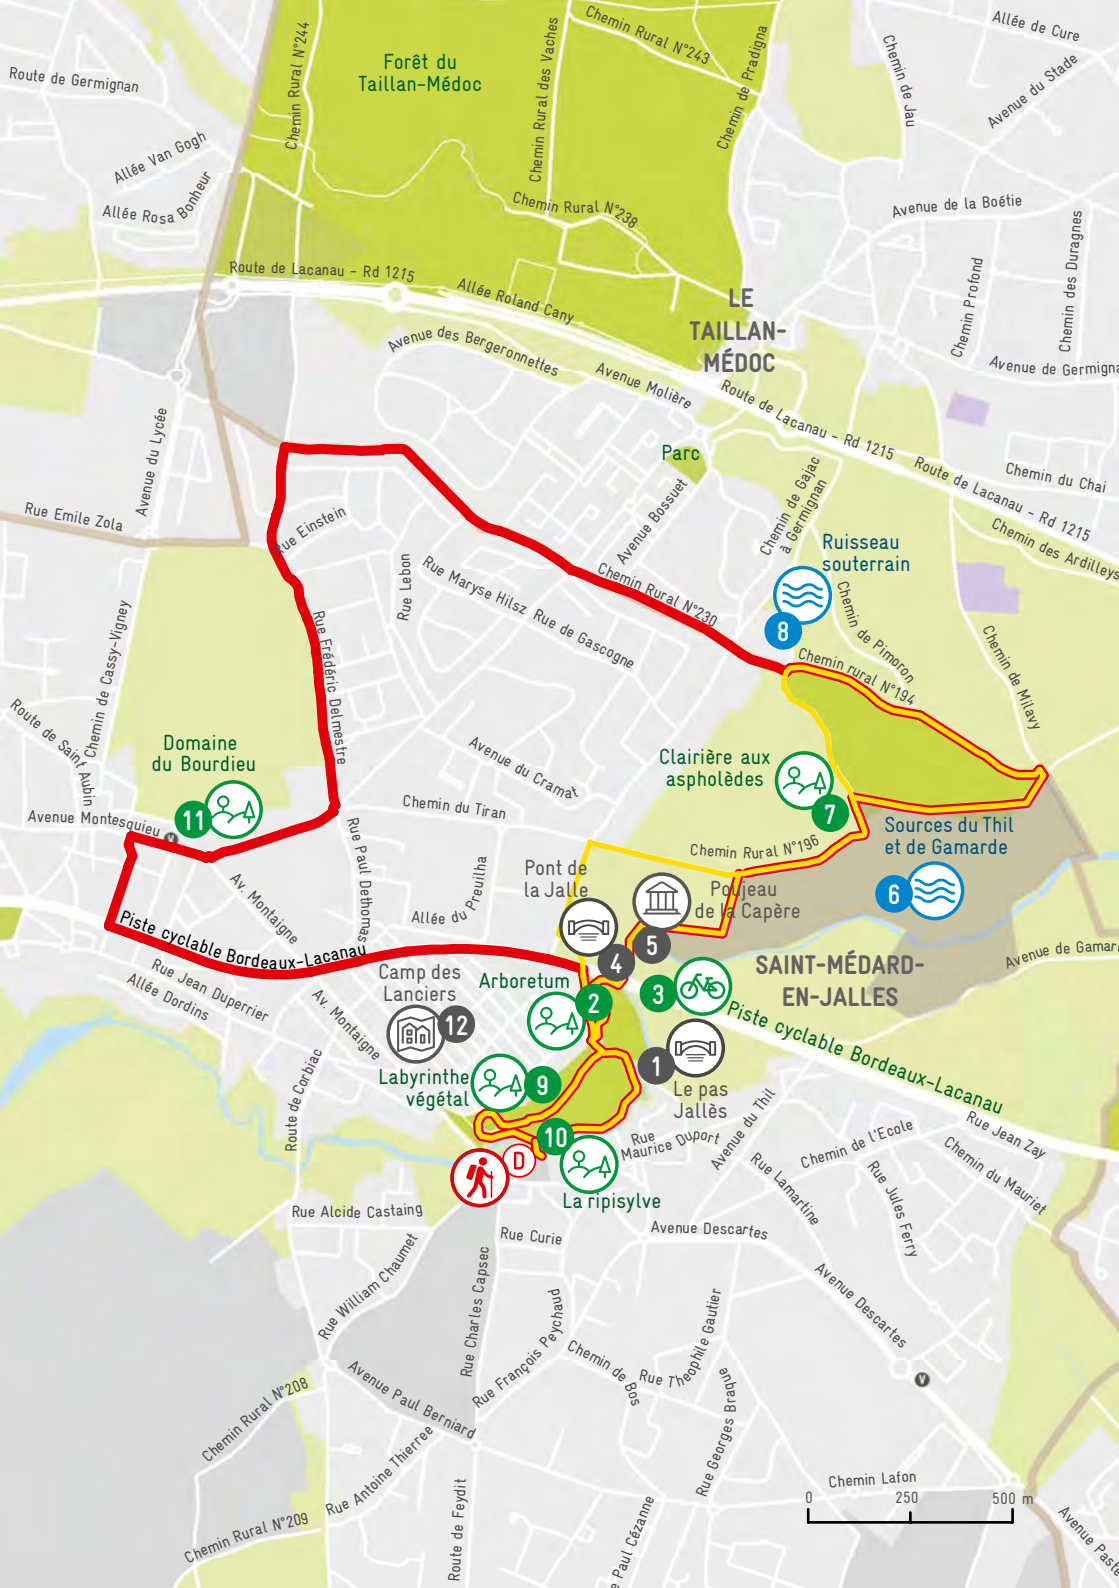 Allée de Cure
Chemin Rural N°243
Chemin Rural N°244
Chemin Rural des Vaches
Chemin de Pradigna
Chemin de Jau
Avenue du Stade
Forêt du
Taillan-Médoc
Route de Germignan
Allée Van Gogh
Allée Rosa Bonheur
Chemin Rural N°238
Avenue de la Boétie
Chemin des Duragnes
Chemin Profond
Route de Lacanau - Rd 1215
Allée Roland Cany
LE
TAILLAN-
MÉDOC
Avenue des Bergeronnettes
Avenue Molière
Avenue de Germigna
Route de Lacanau - Rd 1215
Avenue du Lycée
Parc
Route de Lacanau - Rd 1215
Chemin du Chai
Chemin de Gajac
à Germignan
Avenue Bossuet
Rue Emile Zola
Rue Einstein
Chemin des Ardilleys
Ruisseau
souterrain
8
Rue Lebon
Rue Maryse Hilsz
Rue de Gascogne
Chemin Rural N°230
Chemin de Pimoron
Chemin rural N°194
Chemin de Milavy
Chemin de Cassy-Vigney
Rue Frédéric Delmestre
Route de Saint Aubin
Domaine
du Bourdieu
11
Avenue Montesquieu
V
Avenue du Cramat
Chemin du Tiran
Clairière aux
aspholèdes
7
Sources du Thil
et de Gamarde
6
Chemin Rural N°196
Rue Paul Dethomas
Av. Montaigne
Allée du Preuilha
Pont de
la Jalle
4
Poujeau
de la Capère
5
Piste cyclable Bordeaux-Lacanau
Avenue de Gamar
SAINT-MÉDARD-
EN-JALLES
Rue Jean Duperrier
Allée Dordins
Av. Montaigne
Camp des
Lanciers
12
Arboretum
2
3
Piste cyclable Bordeaux-Lacanau
1
Le pas
Jallès
Labyrinthe
végétal
9
Route de Corbiac
10
La ripisylve
D
Rue
Maurice Duport
Avenue du Thil
Chemin de l'Ecole
Rue Jean Zay
Chemin du Mauriet
Rue Lamartine
Rue Jules Ferry
Rue Alcide Castaing
Rue Curie
Avenue Descartes
Rue William Chaumet
Rue Charles Capsec
Rue François Peychaud
Chemin de Bos
Rue Theophile Gautier
Avenue Descartes
V
Avenue Paul Berniard
Rue Georges Braque
Chemin Rural N°208
Rue Antoine Thierree
Chemin Rural N°209
Route de Feydit
e Paul Cézanne
Chemin Lafon
0 250 500 m
Avenue Paste